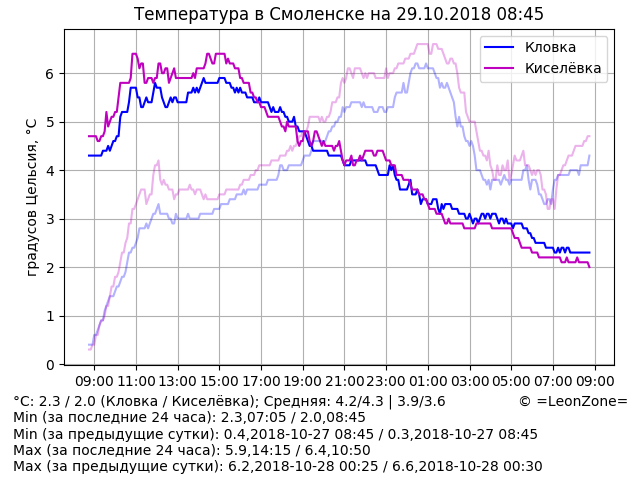 Температура в Смоленске на 29.10.2018 08:45
Кловка
Киселёвка
градусов Цельсия, °C
6
5
4
3
2
1
0
09:00 11:00 13:00 15:00 17:00 19:00 21:00 23:00 01:00 03:00 05:00 07:00 09:00
°C: 2.3 / 2.0 (Кловка / Киселёвка); Средняя: 4.2/4.3 | 3.9/3.6 © =LeonZone=
Min (за последние 24 часа): 2.3,07:05 / 2.0,08:45
Min (за предыдущие сутки): 0.4,2018-10-27 08:45 / 0.3,2018-10-27 08:45
Max (за последние 24 часа): 5.9,14:15 / 6.4,10:50
Max (за предыдущие сутки): 6.2,2018-10-28 00:25 / 6.6,2018-10-28 00:30